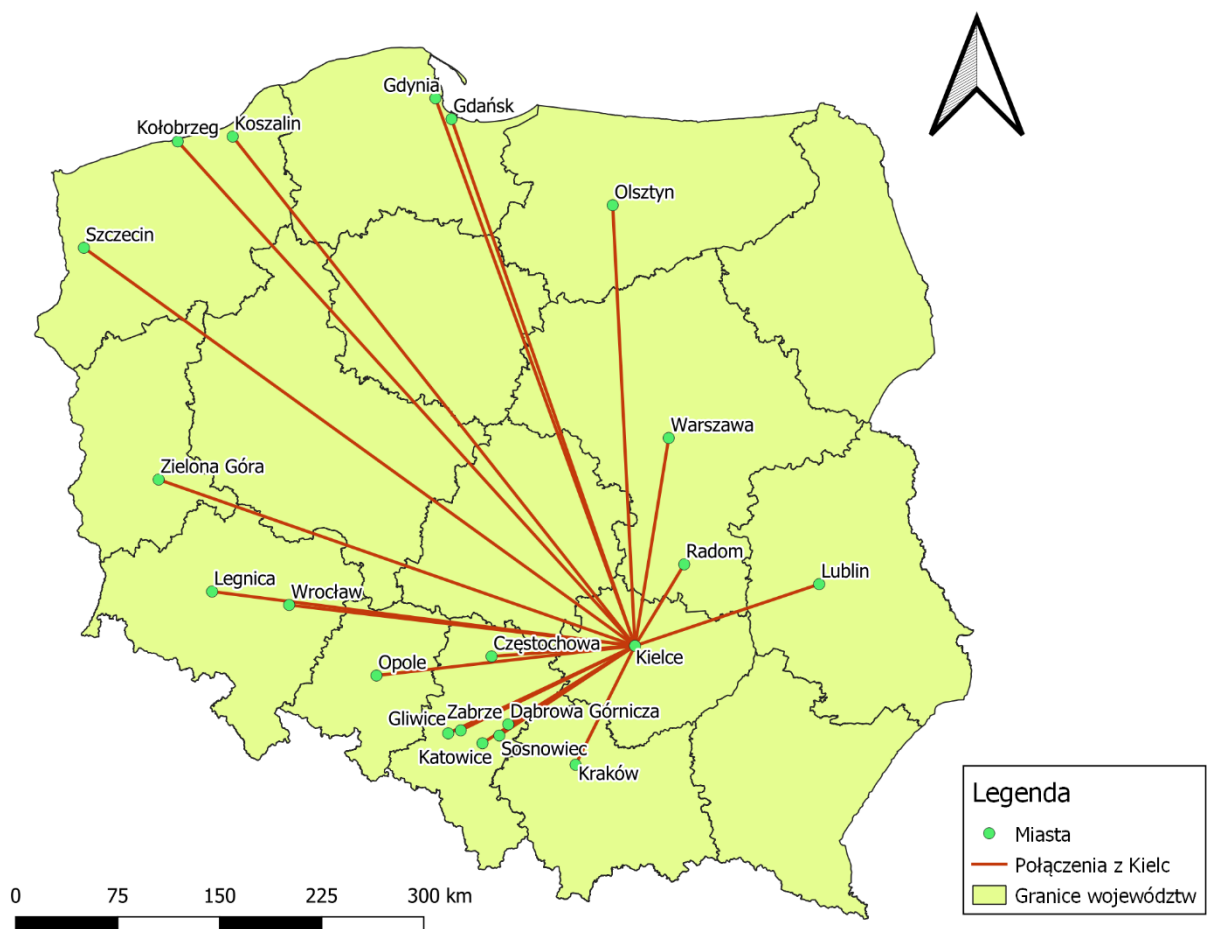 Gdynia
Gdańsk
Kołobrzeg
Koszalin
Olsztyn
Szczecin
Warszawa
Zielona Góra
Radom
Lublin
Legnica
Wrocław
Częstochowa
Kielce
Opole
Gliwice
Zabrze
Dąbrowa Górnicza
Katowice
Sosnowiec
Kraków
Legenda
Miasta
Połączenia z Kielc
Granice województw
0 75 150 225 300 km